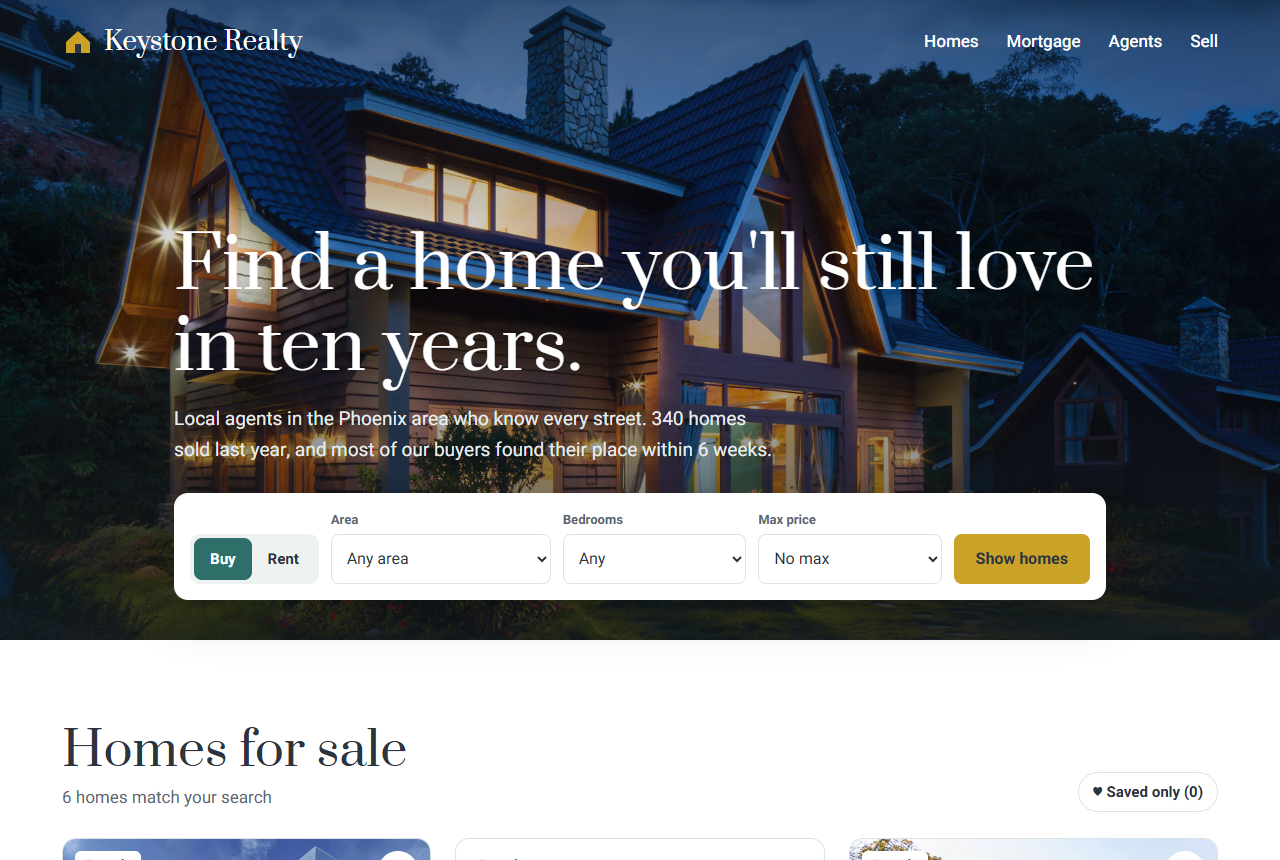 Keystone Realty
Homes Mortgage Agents Sell
Find a home you'll still love
in ten years.
Local agents in the Phoenix area who know every street. 340 homes
sold last year, and most of our buyers found their place within 6 weeks.
Area Bedrooms Max price
Buy Rent Any area Any No max Show homes
Homes for sale
6 homes match your search
♥ Saved only (0)